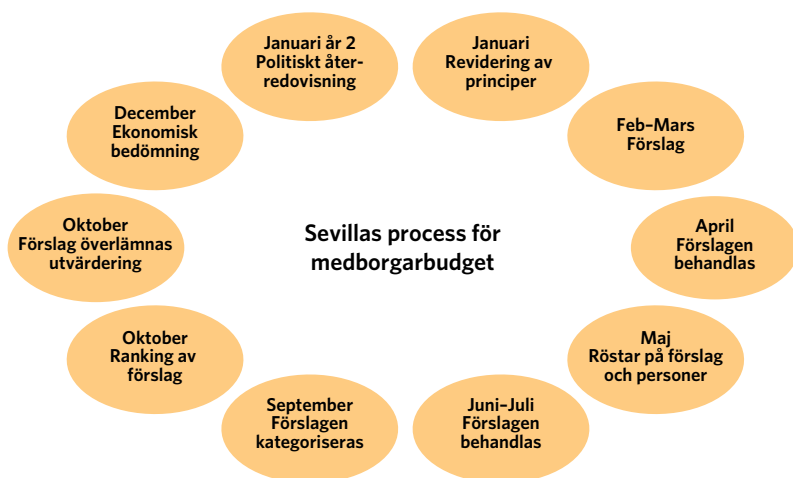 Januari år 2
Politiskt åter-
redovisning
Januari
Revidering av
principer
Feb–Mars
Förslag
April
Förslagen
behandlas
Maj
Röstar på förslag
och personer
Juni–Juli
Förslagen
behandlas
September
Förslagen
kategoriseras
Oktober
Ranking av
förslag
Oktober
Förslag överlämnas
utvärdering
December
Ekonomisk
bedömning
Sevillas process för
medborgarbudget